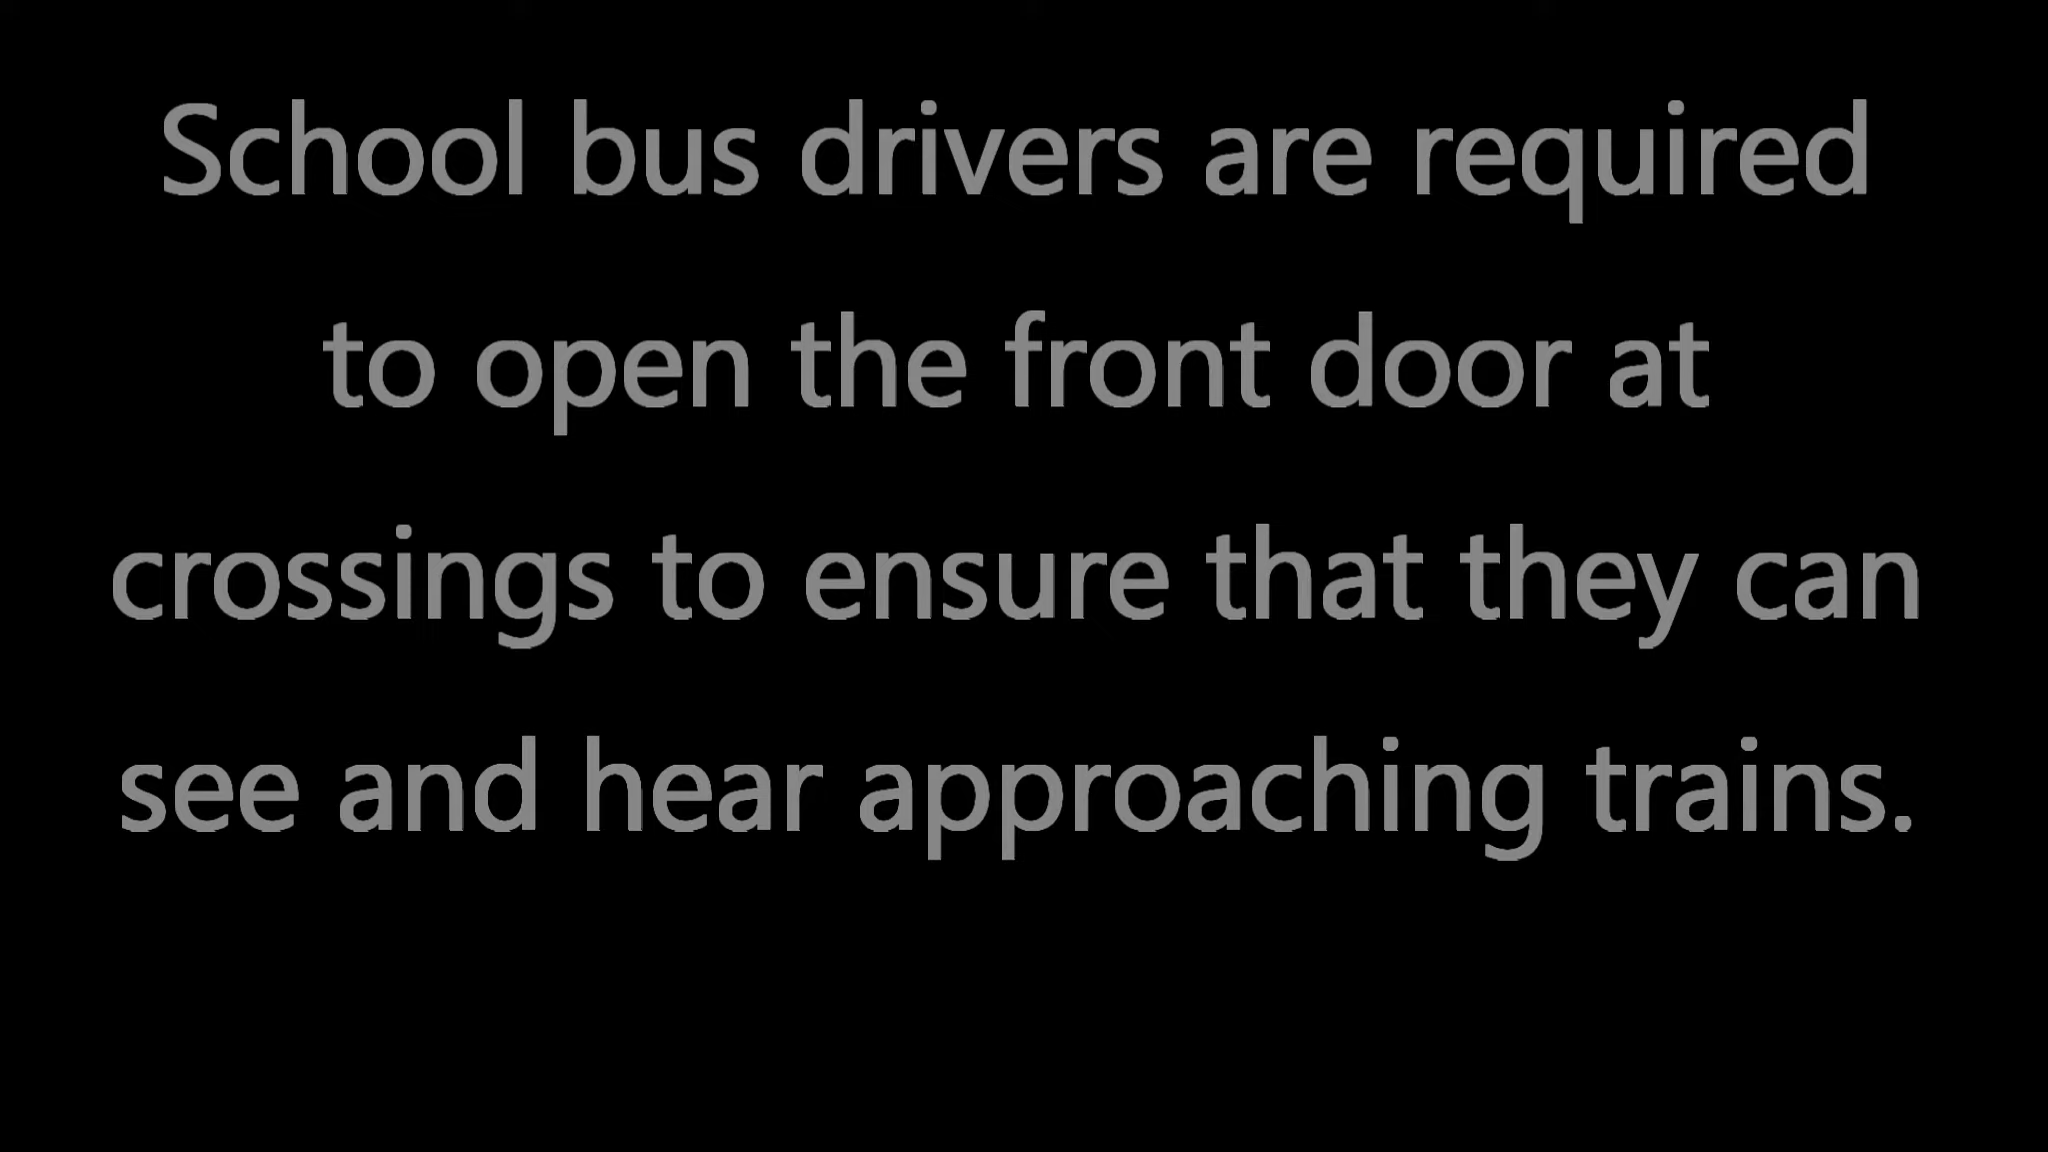 School bus drivers are required
to open the front door at
crossings to ensure that they can
see and hear approaching trains.